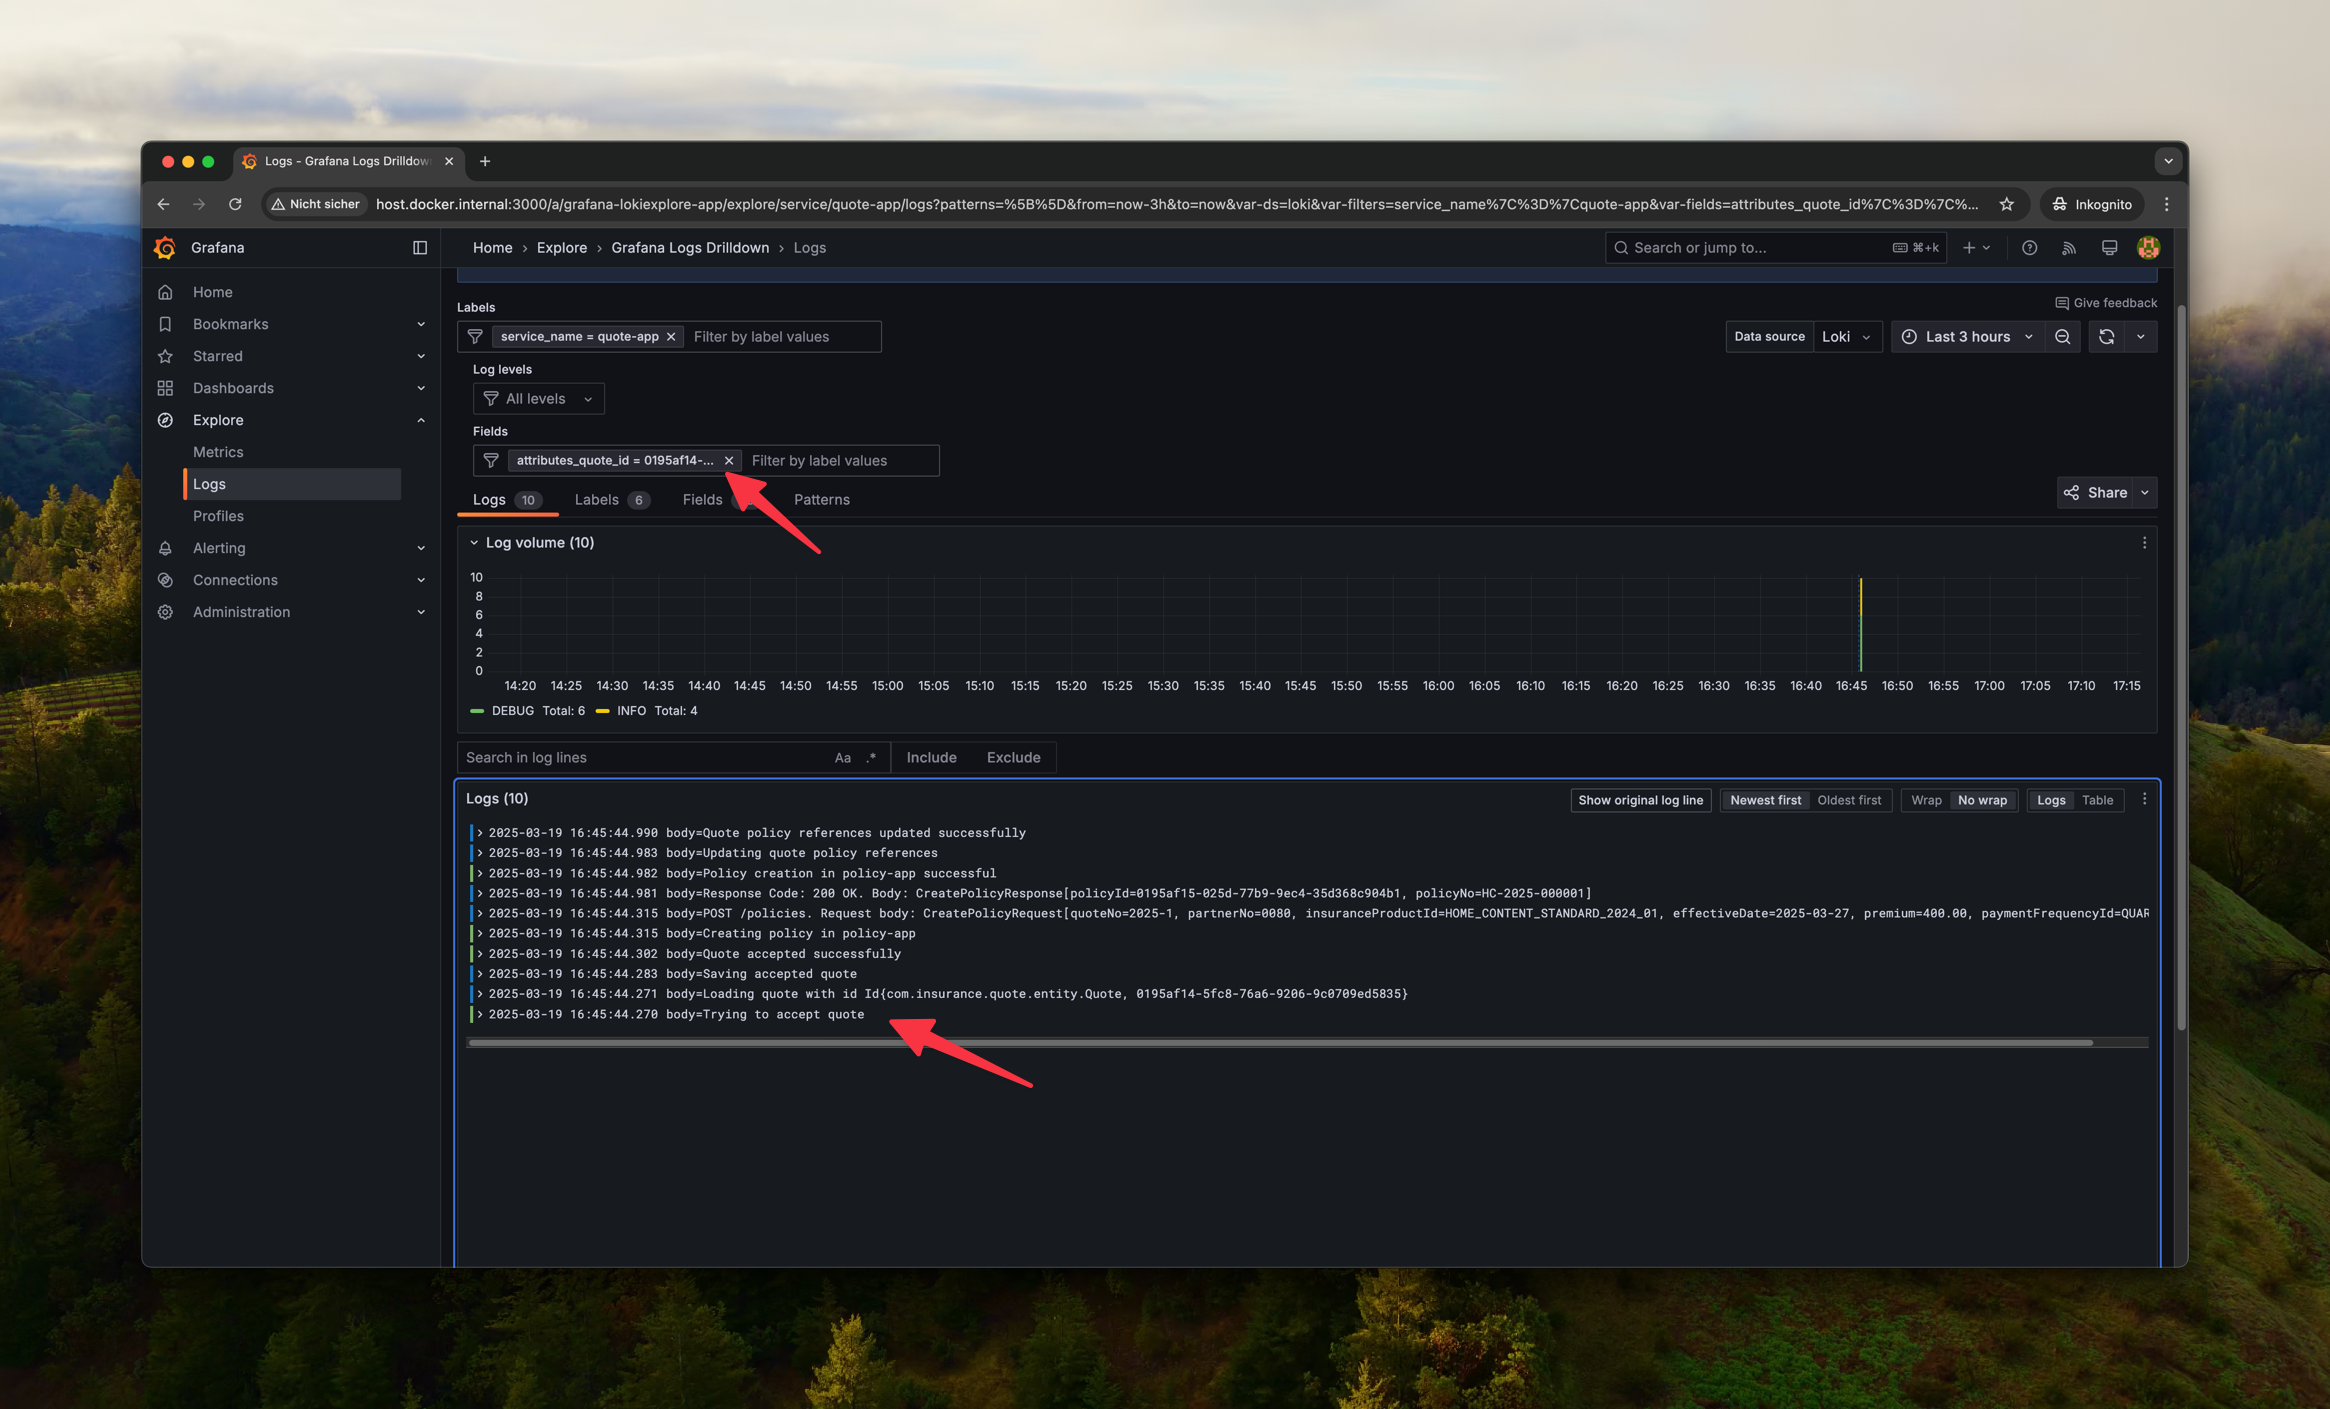 Logs - Grafana Logs Drilldow
Nicht sicher host.docker.internal:3000/a/grafana-lokiexplore-app/explore/service/quote-app/logs?patterns=%5B%5D&from=now-3h&to=now&var-ds=loki&var-filters=service_name%7C%3D%7Cquote-app&var-fields=attributes_quote_id%7C%3D%7C%... Inkognito
Grafana
Home › Explore › Grafana Logs Drilldown › Logs
Search or jump to... ⌘+k
Home
Bookmarks
Starred
Dashboards
Explore
Metrics
Logs
Profiles
Alerting
Connections
Administration
Give feedback
Labels
service_name = quote-app Filter by label values
Data source Loki Last 3 hours
Log levels
All levels
Fields
attributes_quote_id = 0195af14-... Filter by label values
Logs 10 Labels 6 Fields Patterns
Share
Log volume (10)
10
8
6
4
2
0
14:20 14:25 14:30 14:35 14:40 14:45 14:50 14:55 15:00 15:05 15:10 15:15 15:20 15:25 15:30 15:35 15:40 15:45 15:50 15:55 16:00 16:05 16:10 16:15 16:20 16:25 16:30 16:35 16:40 16:45 16:50 16:55 17:00 17:05 17:10 17:15
DEBUG Total: 6 INFO Total: 4
Search in log lines Aa .* Include Exclude
Logs (10)
Show original log line Newest first Oldest first Wrap No wrap Logs Table
2025-03-19 16:45:44.990 body=Quote policy references updated successfully
2025-03-19 16:45:44.983 body=Updating quote policy references
2025-03-19 16:45:44.982 body=Policy creation in policy-app successful
2025-03-19 16:45:44.981 body=Response Code: 200 OK. Body: CreatePolicyResponse[policyId=0195af15-025d-77b9-9ec4-35d368c904b1, policyNo=HC-2025-000001]
2025-03-19 16:45:44.315 body=POST /policies. Request body: CreatePolicyRequest[quoteNo=2025-1, partnerNo=0080, insuranceProductId=HOME_CONTENT_STANDARD_2024_01, effectiveDate=2025-03-27, premium=400.00, paymentFrequencyId=QUAR
2025-03-19 16:45:44.315 body=Creating policy in policy-app
2025-03-19 16:45:44.302 body=Quote accepted successfully
2025-03-19 16:45:44.283 body=Saving accepted quote
2025-03-19 16:45:44.271 body=Loading quote with id Id{com.insurance.quote.entity.Quote, 0195af14-5fc8-76a6-9206-9c0709ed5835}
2025-03-19 16:45:44.270 body=Trying to accept quote